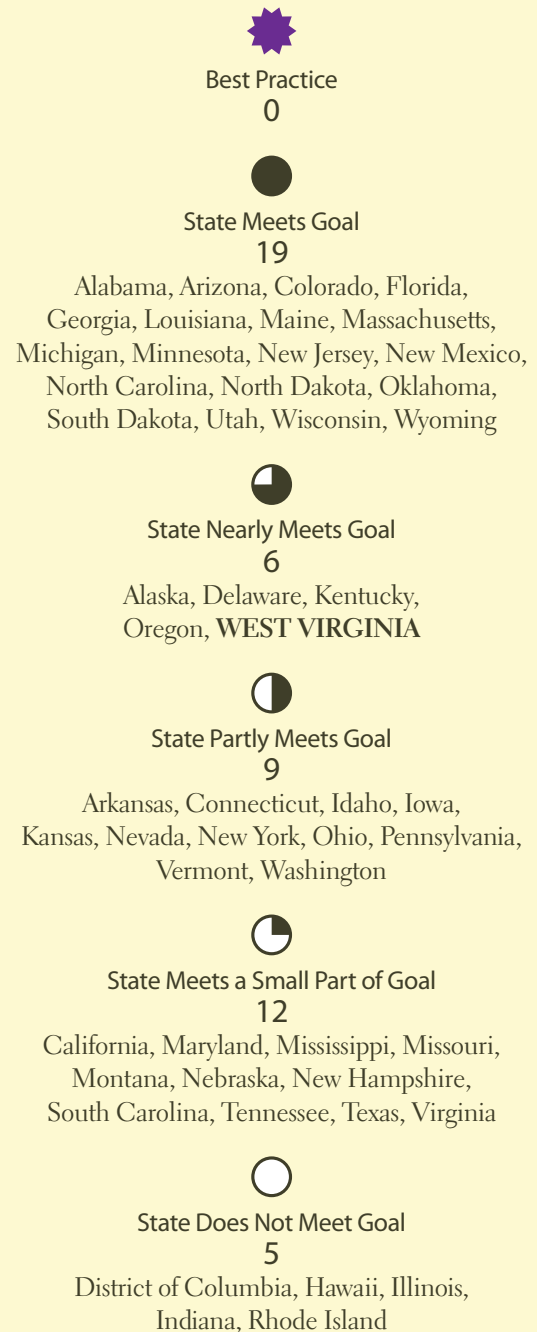 Best Practice
0
State Meets Goal
19
Alabama, Arizona, Colorado, Florida,
Georgia, Louisiana, Maine, Massachusetts,
Michigan, Minnesota, New Jersey, New Mexico,
North Carolina, North Dakota, Oklahoma,
South Dakota, Utah, Wisconsin, Wyoming
State Nearly Meets Goal
6
Alaska, Delaware, Kentucky,
Oregon, WEST VIRGINIA
State Partly Meets Goal
9
Arkansas, Connecticut, Idaho, Iowa,
Kansas, Nevada, New York, Ohio, Pennsylvania,
Vermont, Washington
State Meets a Small Part of Goal
12
California, Maryland, Mississippi, Missouri,
Montana, Nebraska, New Hampshire,
South Carolina, Tennessee, Texas, Virginia
State Does Not Meet Goal
5
District of Columbia, Hawaii, Illinois,
Indiana, Rhode Island